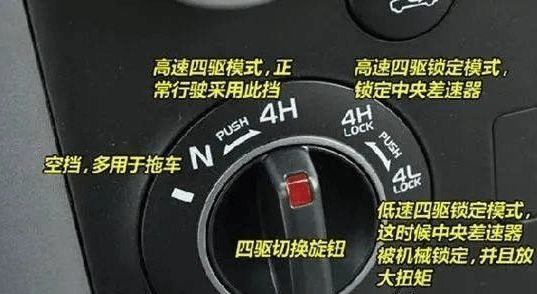 高速四驱模式，正
常行驶采用此挡
高速四驱锁定模式，
锁定中央差速器
空挡，多用于拖车
N
PUSH
4H
4H
LOCK
PUSH
4L
LOCK
四驱切换旋钮
低速四驱锁定模式，
这时候中央差速器
被机械锁定，并且放
大扭矩